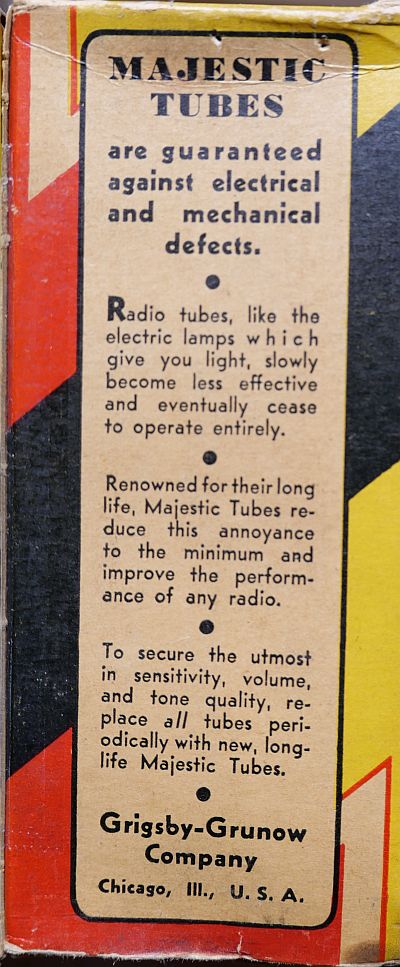 MAJESTIC
TUBES
are guaranteed
against electrical
and mechanical
defects.
Radio tubes, like the
electric lamps which
give you light, slowly
become less effective
and eventually cease
to operate entirely.
Renowned for their long
life, Majestic Tubes re-
duce this annoyance
to the minimum and
improve the perform-
ance of any radio.
To secure the utmost
in sensitivity, volume,
and tone quality, re-
place all tubes peri-
odically with new, long-
life Majestic Tubes.
Grigsby-Grunow
Company
Chicago, Ill., U. S. A.